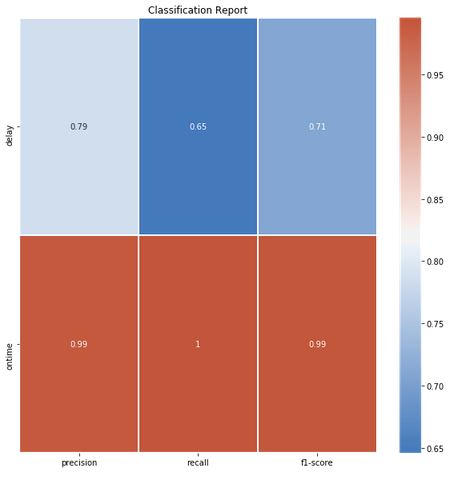 Classification Report
delay
0.79 0.65 0.71
ontime
0.99 1 0.99
precision recall f1-score
0.95
0.90
0.85
0.80
0.75
0.70
0.65